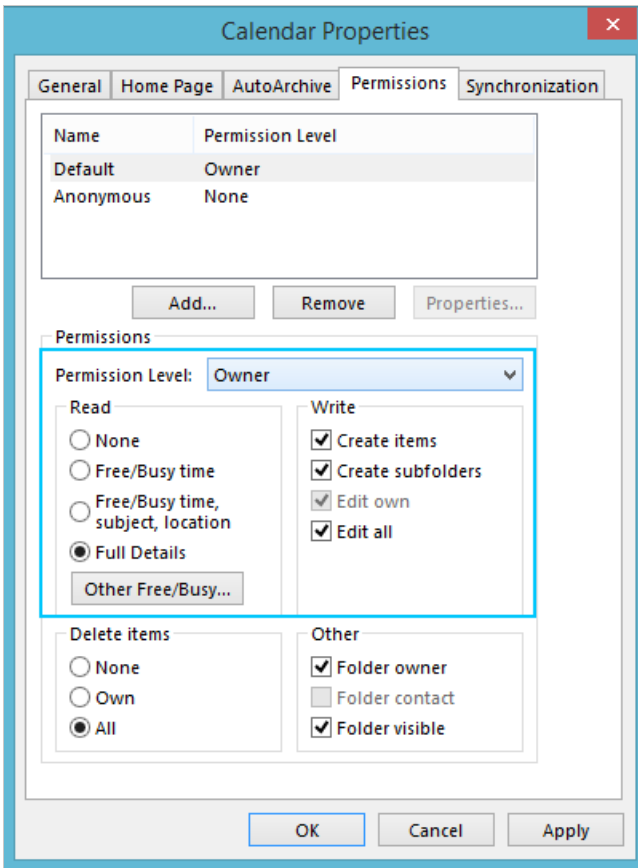 Calendar Properties
General Home Page AutoArchive Permissions Synchronization
Name Permission Level
Default Owner
Anonymous None
Add... Remove Properties...
Permissions
Permission Level: Owner
Read Write
None Create items
Free/Busy time Create subfolders
Free/Busy time, Edit own
subject, location Edit all
Full Details
Other Free/Busy...
Delete items Other
None Folder owner
Own Folder contact
All Folder visible
OK Cancel Apply